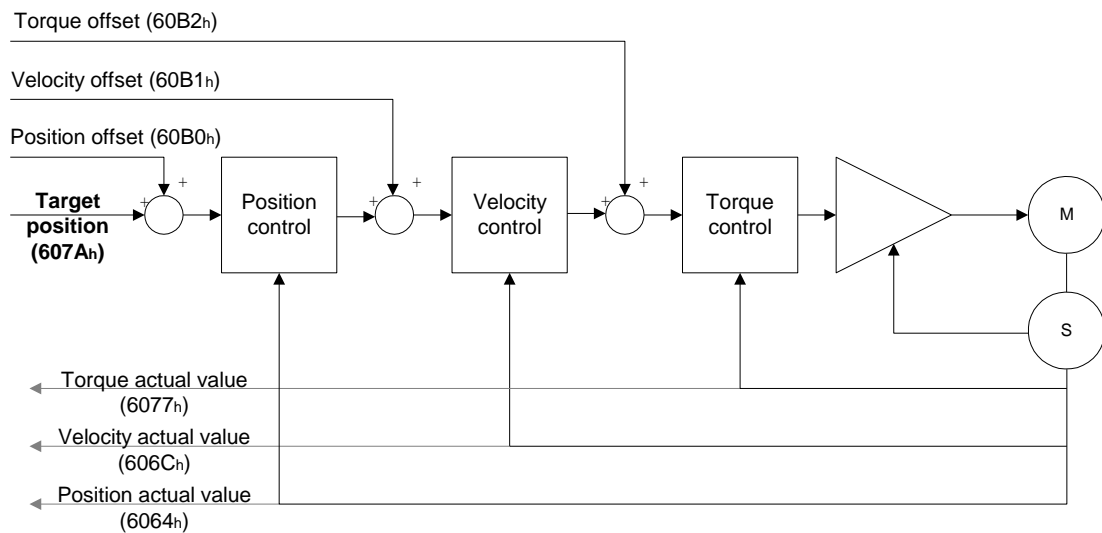 Torque offset (60B2h)
Velocity offset (60B1h)
Position offset (60B0h)
+
+
+
+
+
+
Target
position
(607Ah)
Position
control
Velocity
control
Torque
control
M
S
Torque actual value
(6077h)
Velocity actual value
(606Ch)
Position actual value
(6064h)